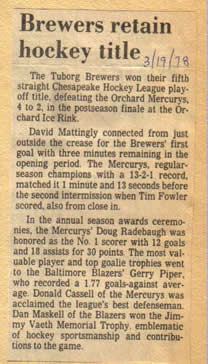 Brewers retain
hockey title 3/19/78
The Tuborg Brewers won their fifth
straight Chesapeake Hockey League play-
off title, defeating the Orchard Mercurys,
4 to 2, in the postseason finale at the Or-
chard Ice Rink.
David Mattingly connected from just
outside the crease for the Brewers' first
goal with three minutes remaining in the
opening period. The Mercurys, regular-
season champions with a 13-2-1 record,
matched it 1 minute and 13 seconds before
the second intermission when Tim Fowler
scored, also from close in.
In the annual season awards ceremo-
nies, the Mercurys' Doug Radebaugh was
honored as the No. 1 scorer with 12 goals
and 18 assists for 30 points. The most val-
uable player and top goalie trophies went
to the Baltimore Blazers' Gerry Piper,
who recorded a 1.77 goals-against aver-
age. Donald Cassell of the Mercurys was
acclaimed the league's best defenseman.
Dan Maskell of the Blazers won the Jim-
my Vaeth Memorial Trophy, emblematic
of hockey sportsmanship and contribu-
tions to the game.